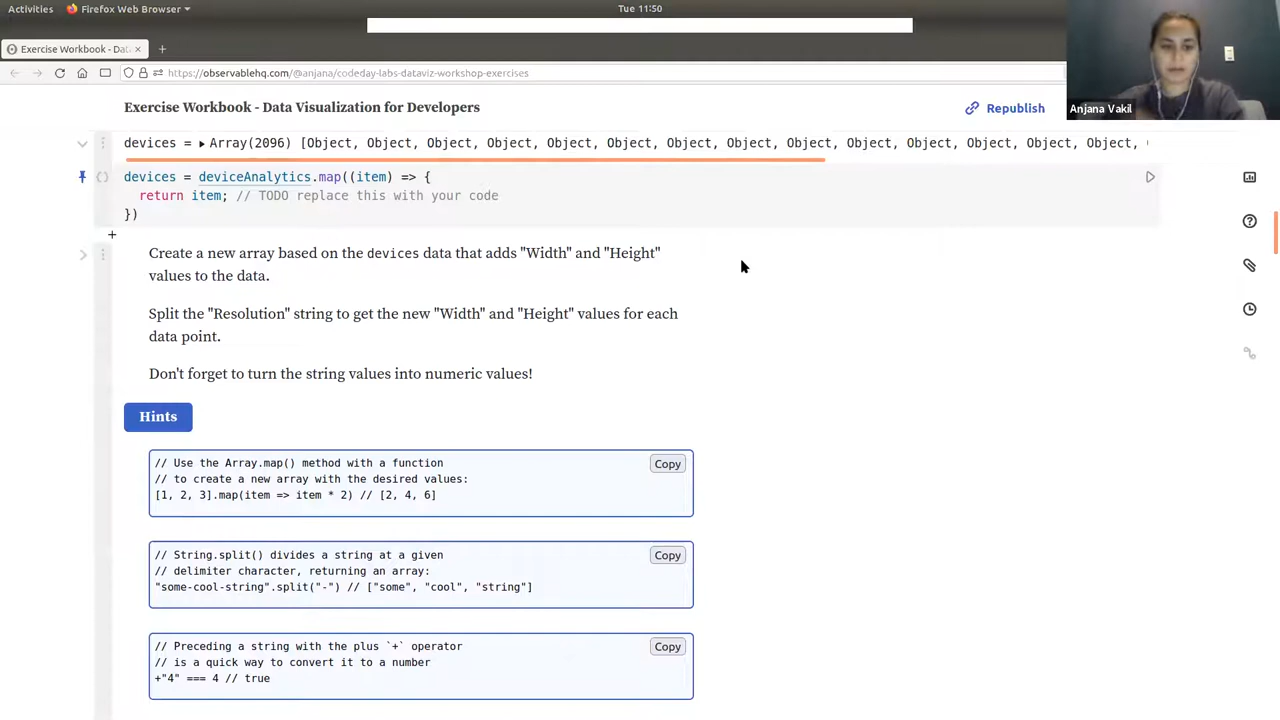 Activities
Firefox Web Browser
Tue 11:50
Exercise Workbook - Dat
https://observablehq.com/@anjana/codeday-labs-dataviz-workshop-exercises
Anjana Vakil
Exercise Workbook - Data Visualization for Developers
Republish
devices = ▸ Array(2096) [Object, Object, Object, Object, Object, Object, Object, Object, Object, Object, Object, Object, Object, Object,
devices = deviceAnalytics.map((item) => {
return item; // TODO replace this with your code
})
Create a new array based on the devices data that adds "Width" and "Height"
values to the data.
Split the "Resolution" string to get the new "Width" and "Height" values for each
data point.
Don't forget to turn the string values into numeric values!
Hints
// Use the Array.map() method with a function
// to create a new array with the desired values:
[1, 2, 3].map(item => item * 2) // [2, 4, 6]
Copy
// String.split() divides a string at a given
// delimiter character, returning an array:
"some-cool-string".split("-") // ["some", "cool", "string"]
Copy
// Preceding a string with the plus `+` operator
// is a quick way to convert it to a number
+"4" === 4 // true
Copy